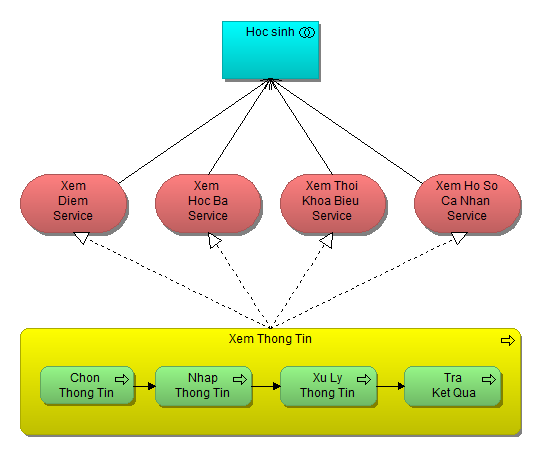 Hoc sinh
Xem
Diem
Service
Xem
Hoc Ba
Service
Xem Thoi
Khoa Bieu
Service
Xem Ho So
Ca Nhan
Service
Xem Thong Tin
Chon
Thong Tin
Nhap
Thong Tin
Xu Ly
Thong Tin
Tra
Ket Qua